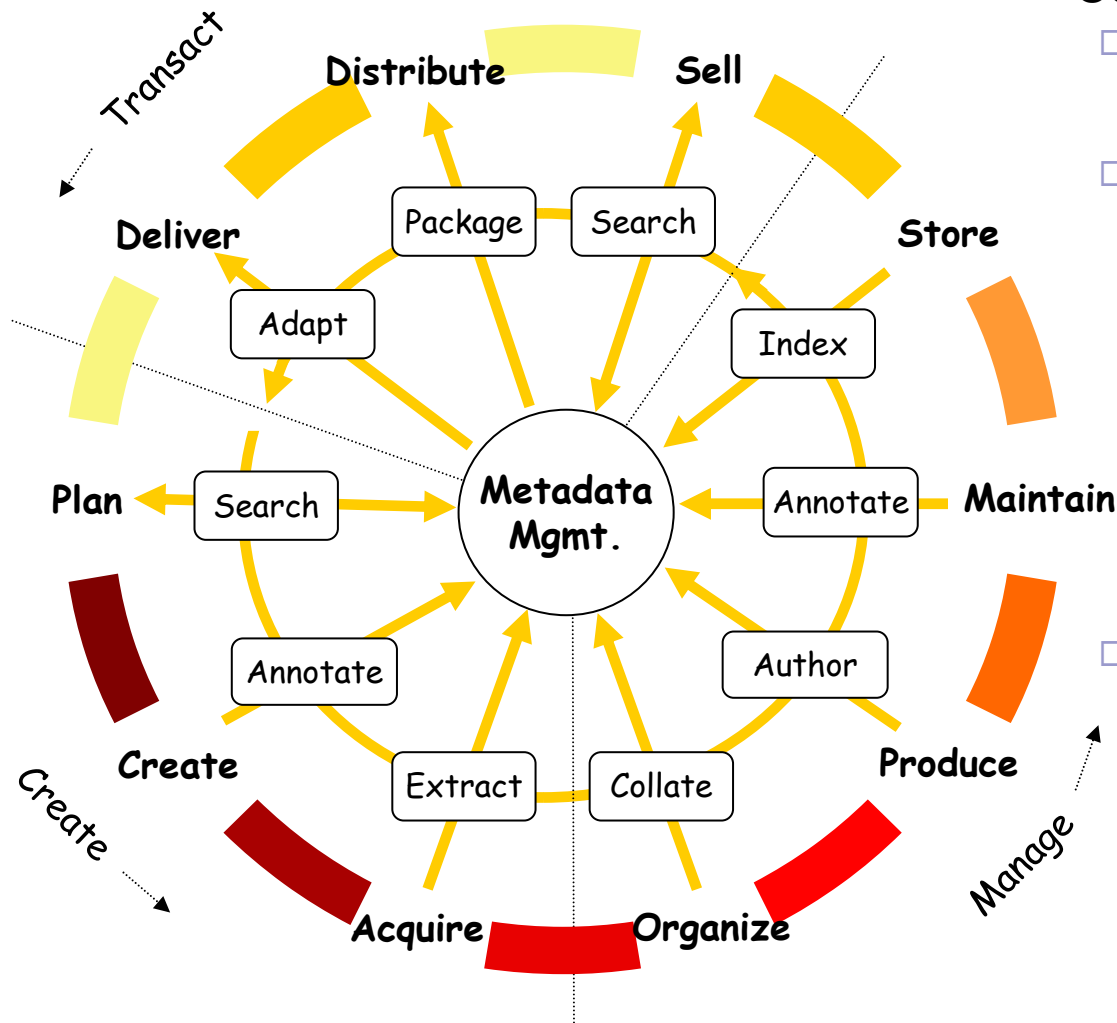 Transact
Distribute
Sell
Package
Search
Deliver
Store
Adapt
Index
Plan
Search
Metadata
Mgmt.
Annotate
Maintain
Annotate
Author
Create
Produce
Extract
Collate
Create
Manage
Acquire
Organize